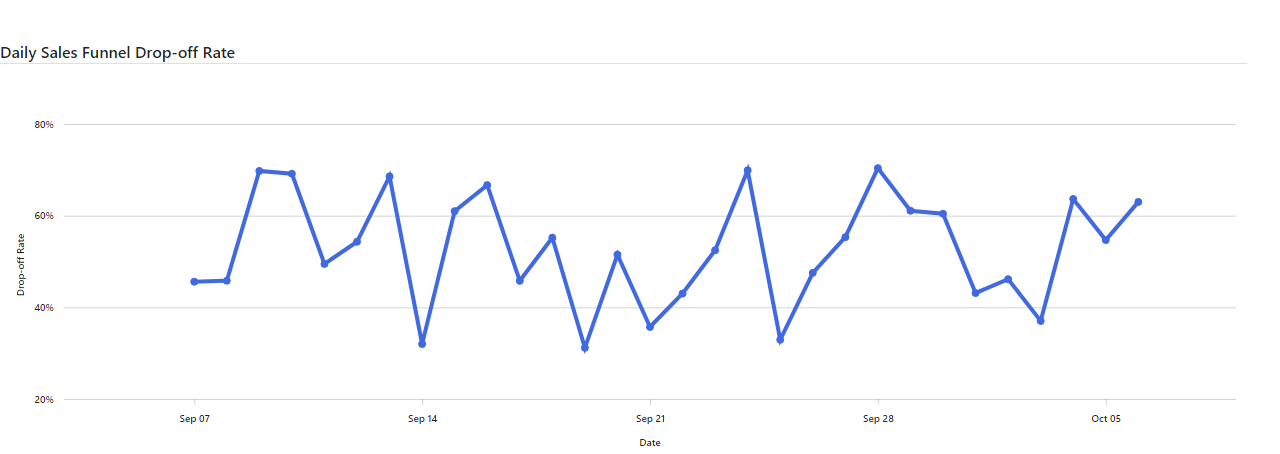 Daily Sales Funnel Drop-off Rate
80%
60%
Drop-off Rate
40%
20%
Sep 07 Sep 14 Sep 21 Sep 28 Oct 05
Date